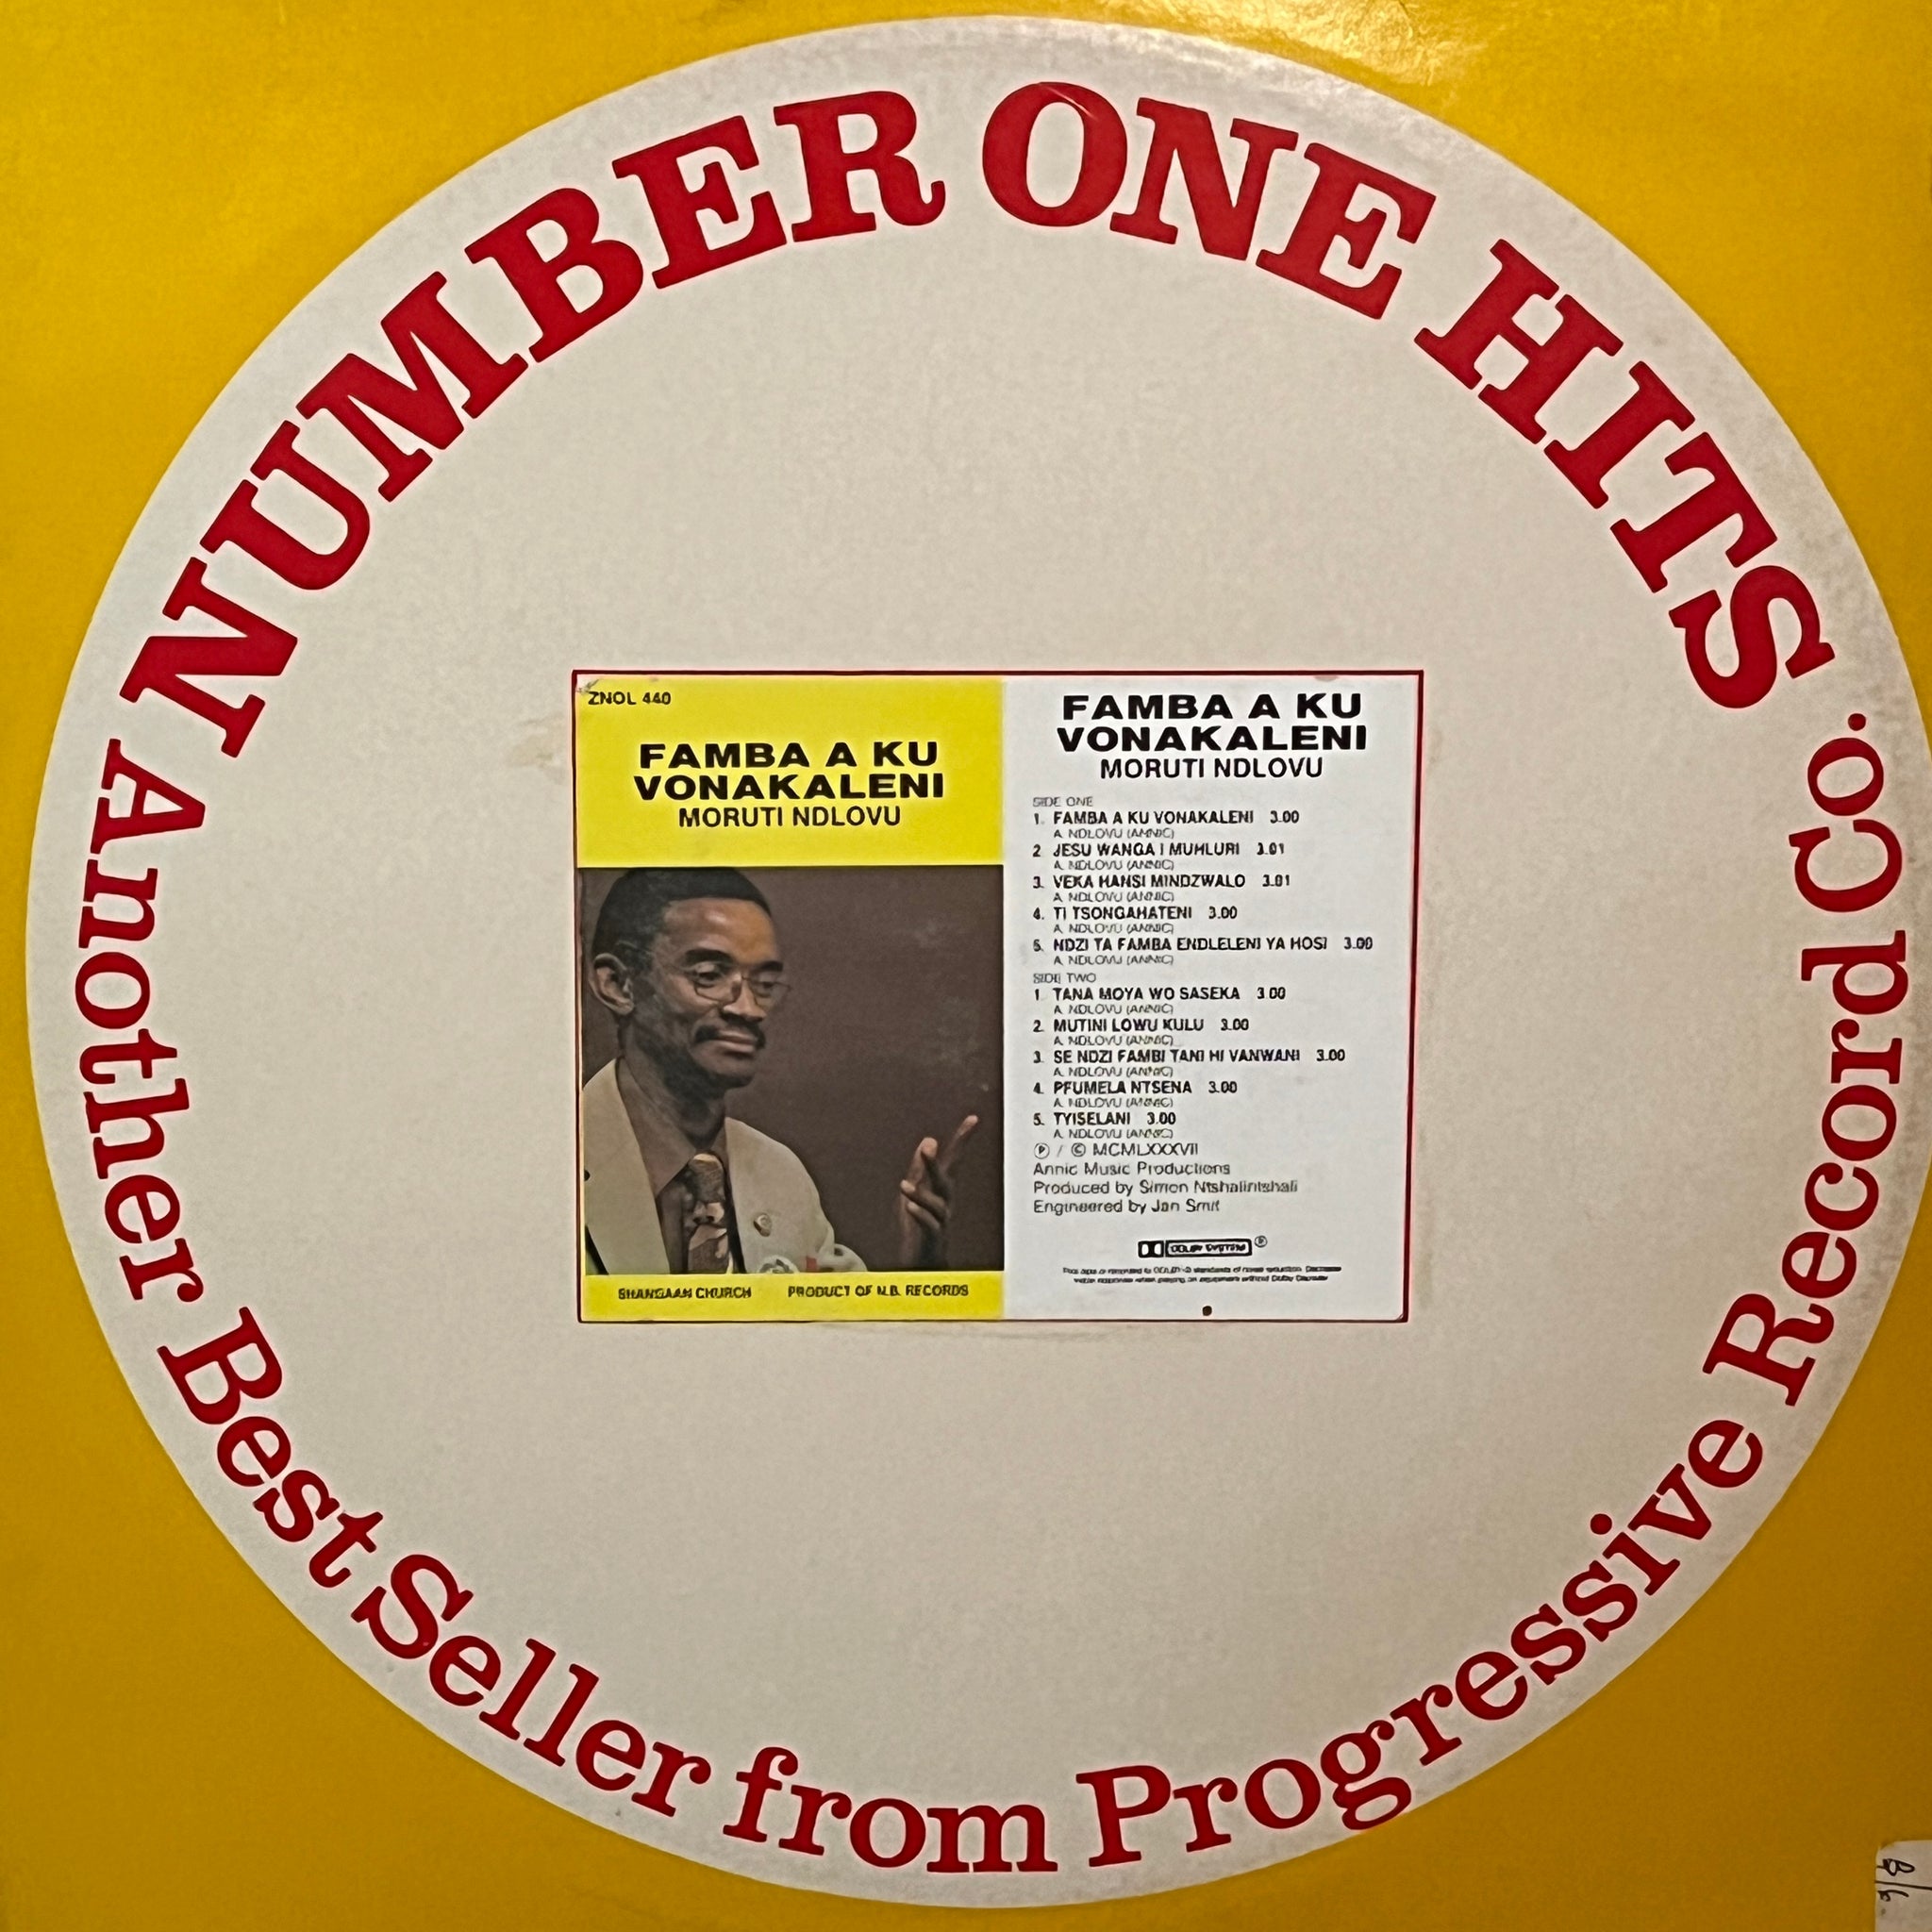 NUMBER ONE HITS
Another Best Seller from Progressive Record Co.
ZNOL 440
FAMBA A KU
VONAKALENI
MORUTI NDLOVU
SHANGAAN CHURCH PRODUCT OF N.B. RECORDS
FAMBA A KU
VONAKALENI
MORUTI NDLOVU
SIDE ONE
1. FAMBA A KU VONAKALENI 3.00
A. NDLOVU (ANNIC)
2 JESU WANGA I MUHLURI 3.01
A. NDLOVU (ANNIC)
3. VEKA HANSI MINDZWALO 3.01
A. NDLOVU (ANNIC)
4. TI TSONGAHATENI 3.00
A. NDLOVU (ANNIC)
5. NDZI TA FAMBA ENDLELENI YA HOSI 3.00
A. NDLOVU (ANNIC)
SIDE TWO
1. TANA MOYA WO SASEKA 3 00
A. NDLOVU (ANNIC)
2. MUTINI LOWU KULU 3.00
A. NDLOVU (ANNIC)
3. SE NDZI FAMBI TANI HI VANWANI 3.00
A. NDLOVU (ANNIC)
4. PFUMELA NTSENA 3.00
A. NDLOVU (ANNIC)
5. TYISELANI 3.00
A. NDLOVU (ANNIC)
Ⓟ / © MCMLXXXVII
Annic Music Productions
Produced by Simon Ntshalintshali
Engineered by Jan Smit
DOLBY SYSTEM Ⓟ